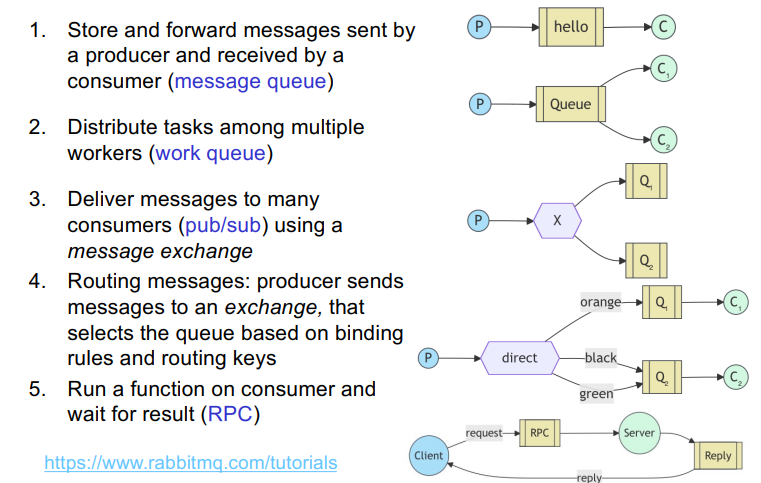 1. Store and forward messages sent by
a producer and received by a
consumer (message queue)
2. Distribute tasks among multiple
workers (work queue)
3. Deliver messages to many
consumers (pub/sub) using a
message exchange
4. Routing messages: producer sends
messages to an exchange, that
selects the queue based on binding
rules and routing keys
5. Run a function on consumer and
wait for result (RPC)
https://www.rabbitmq.com/tutorials
P hello C
P Queue C1
C2
P X Q1
Q2
orange Q1 C1
P direct black Q2 C2
green
Client request RPC Server
Reply
reply